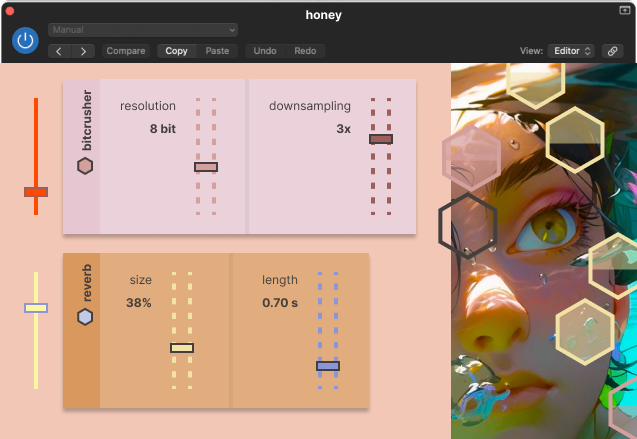 honey
Manual
Compare
Copy
Paste
Undo
Redo
View:
Editor
bitcrusher
resolution
8 bit
downsampling
3x
reverb
size
38%
length
0.70 s